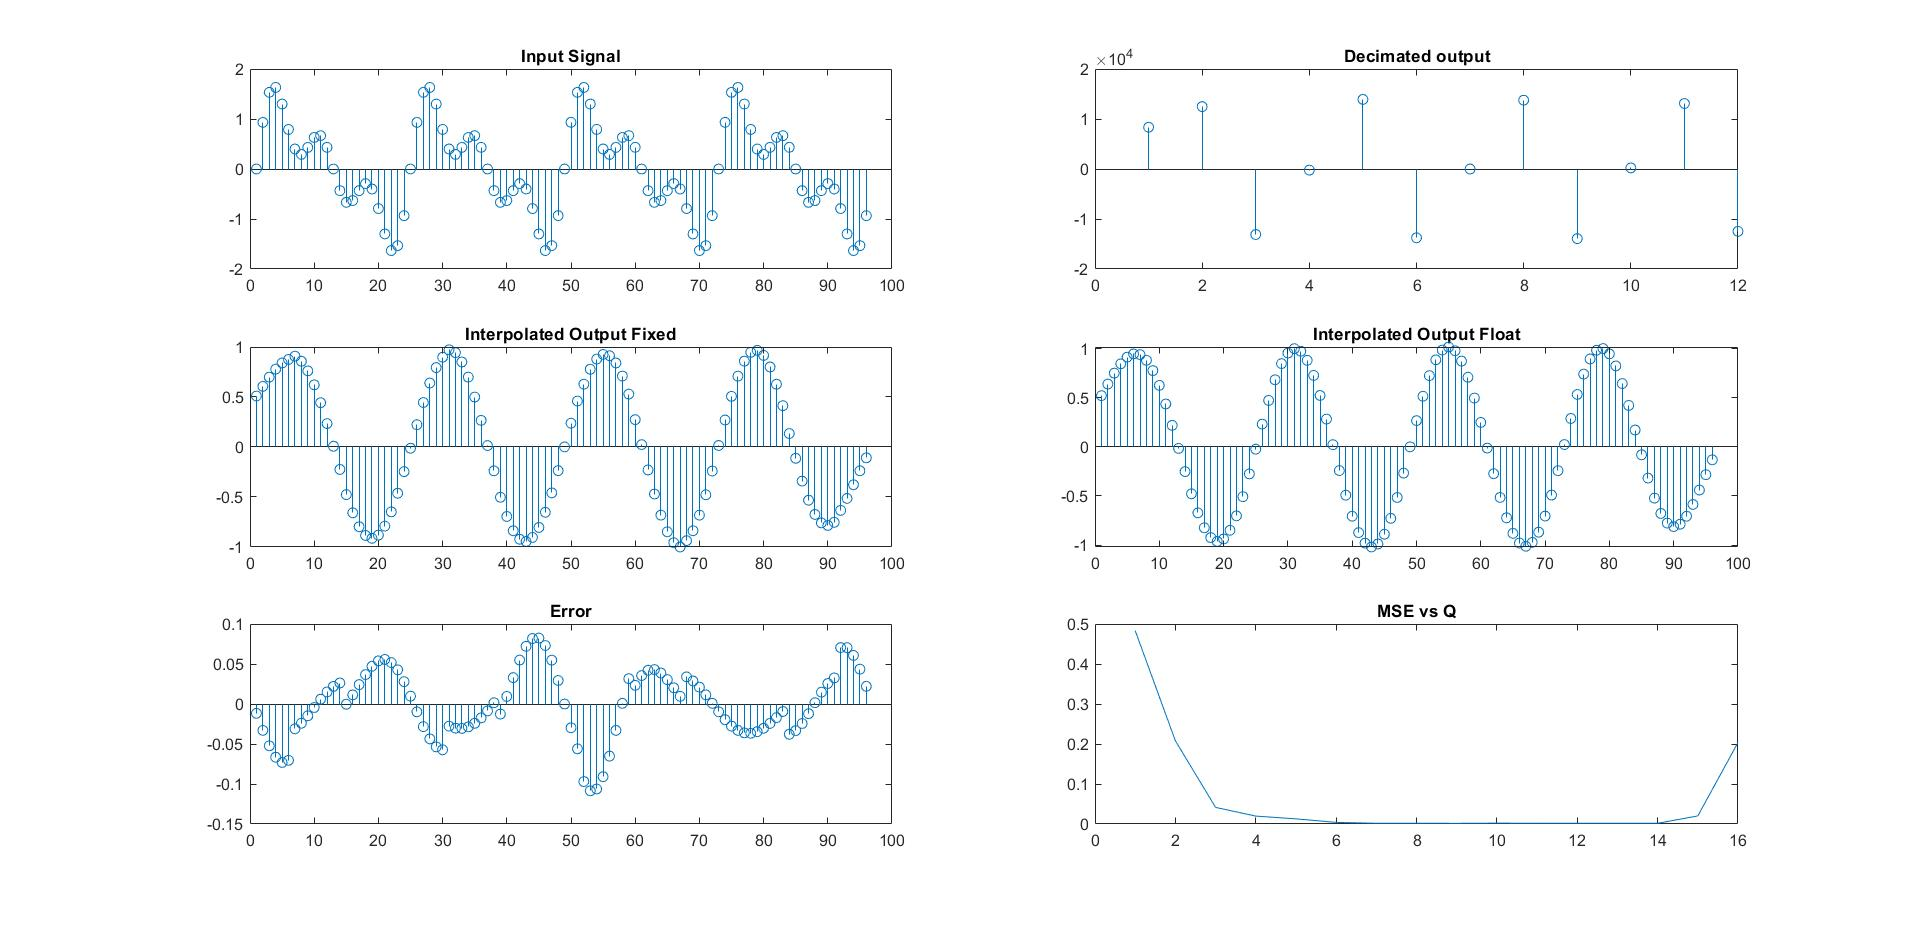 Input Signal
2
1
0
-1
-2
0 10 20 30 40 50 60 70 80 90 100
Decimated output
×10^4
2
1
0
-1
-2
0 2 4 6 8 10 12
Interpolated Output Fixed
1
0.5
0
-0.5
-1
0 10 20 30 40 50 60 70 80 90 100
Interpolated Output Float
1
0.5
0
-0.5
-1
0 10 20 30 40 50 60 70 80 90 100
Error
0.1
0.05
0
-0.05
-0.1
-0.15
0 10 20 30 40 50 60 70 80 90 100
MSE vs Q
0.5
0.4
0.3
0.2
0.1
0
0 2 4 6 8 10 12 14 16